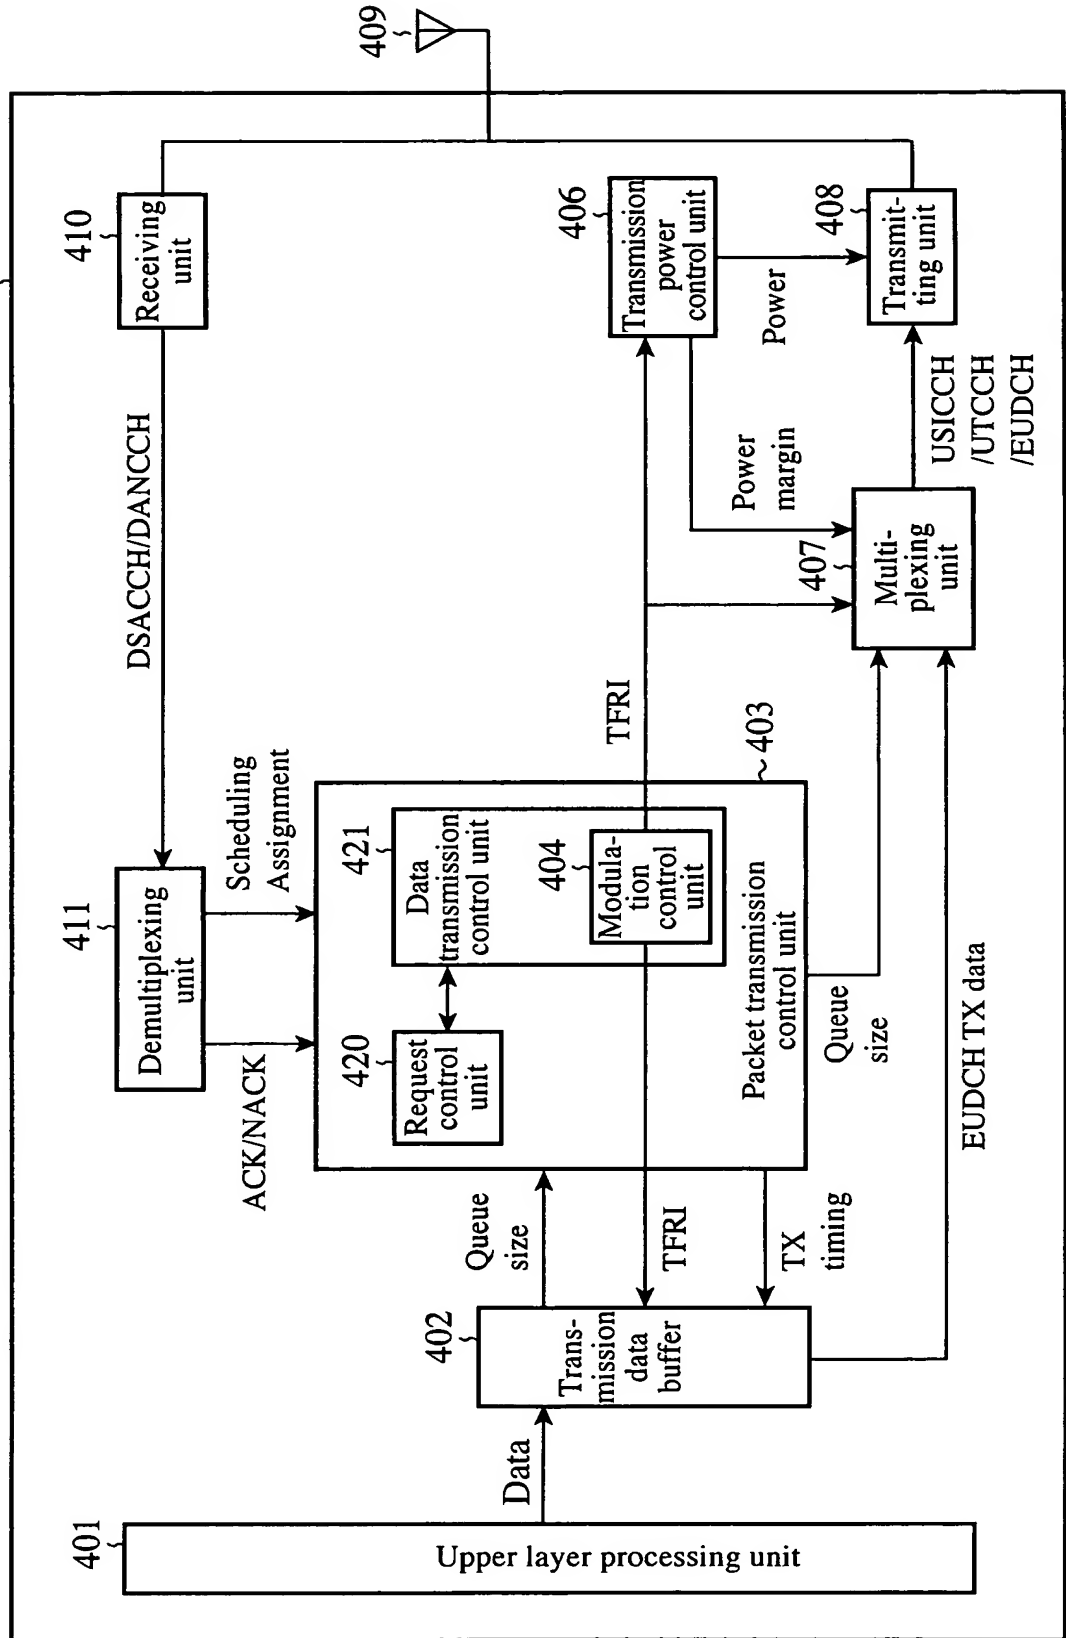 401
Upper layer processing unit
Data
402
Trans-
mission
data
buffer
Queue
size
TFRI
TX
timing
411
Demultiplexing
unit
ACK/NACK
Scheduling
Assignment
420
Request
control
unit
421
Data
transmission
control unit
404
Modula-
tion
control
unit
Packet transmission
control unit
403
Queue
size
EUDCH TX data
DSACCH/DANCCH
410
Receiving
unit
TFRI
406
Transmission
power
control unit
Power
margin
Power
407
Multi-
plexing
unit
USICCH
/UTCCH
/EUDCH
408
Transmit-
ting unit
409